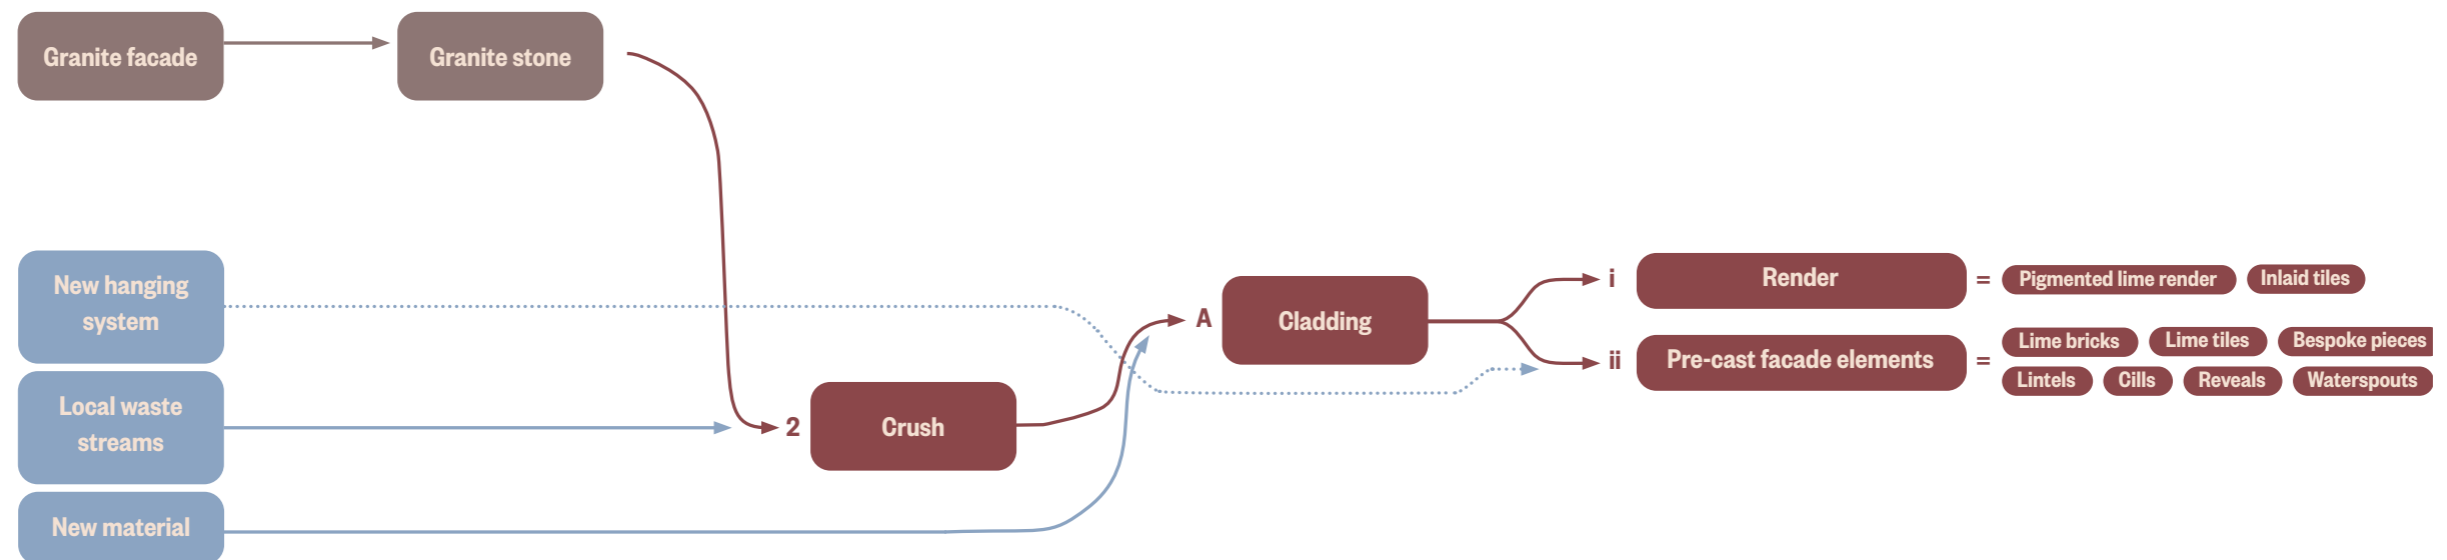 Granite facade
Granite stone
New hanging
system
Local waste
streams
New material
2
Crush
A
Cladding
i
Render
=
Pigmented lime render
Inlaid tiles
ii
Pre-cast facade elements
=
Lime bricks
Lime tiles
Bespoke pieces
Lintels
Cills
Reveals
Waterspouts